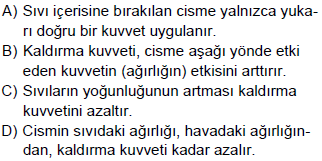 A) Sıvı içerisine bırakılan cisme yalnızca yuka-
rı doğru bir kuvvet uygulanır.
B) Kaldırma kuvveti, cisme aşağı yönde etki
eden kuvvetin (ağırlığın) etkisini arttırır.
C) Sıvıların yoğunluğunun artması kaldırma
kuvvetini azaltır.
D) Cismin sıvıdaki ağırlığı, havadaki ağırlığın-
dan, kaldırma kuvveti kadar azalır.